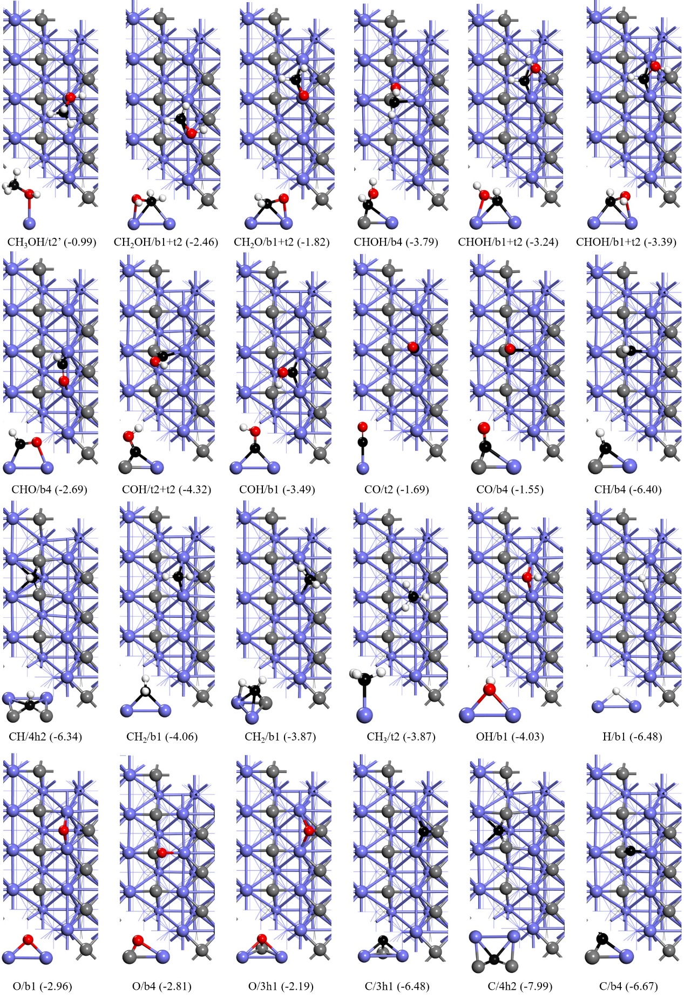 CH₃OH/t2’ (-0.99) CH₂OH/b1+t2 (-2.46) CH₂O/b1+t2 (-1.82) CHOH/b4 (-3.79) CHOH/b1+t2 (-3.24) CHOH/b1+t2 (-3.39)
CHO/b4 (-2.69) COH/t2+t2 (-4.32) COH/b1 (-3.49) CO/t2 (-1.69) CO/b4 (-1.55) CH/b4 (-6.40)
CH/4h2 (-6.34) CH₂/b1 (-4.06) CH₂/b1 (-3.87) CH₃/t2 (-3.87) OH/b1 (-4.03) H/b1 (-6.48)
O/b1 (-2.96) O/b4 (-2.81) O/3h1 (-2.19) C/3h1 (-6.48) C/4h2 (-7.99) C/b4 (-6.67)